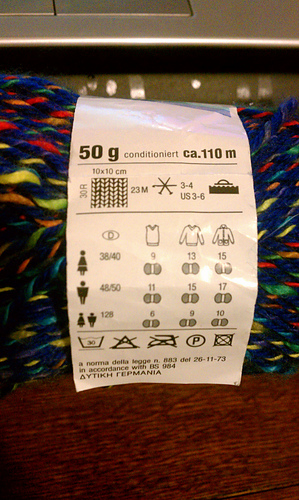 50 g conditioniert ca.110 m
10x10 cm
30 R
23 M
3-4
US 3-6
38/40 9 13 15
48/50 11 15 17
128 6 9 10
30 P
a norma della legge n. 883 del 26-11-73
in accordance with BS 984
ΔΥΤΙΚΗ ΓΕΡΜΑΝΙΑ